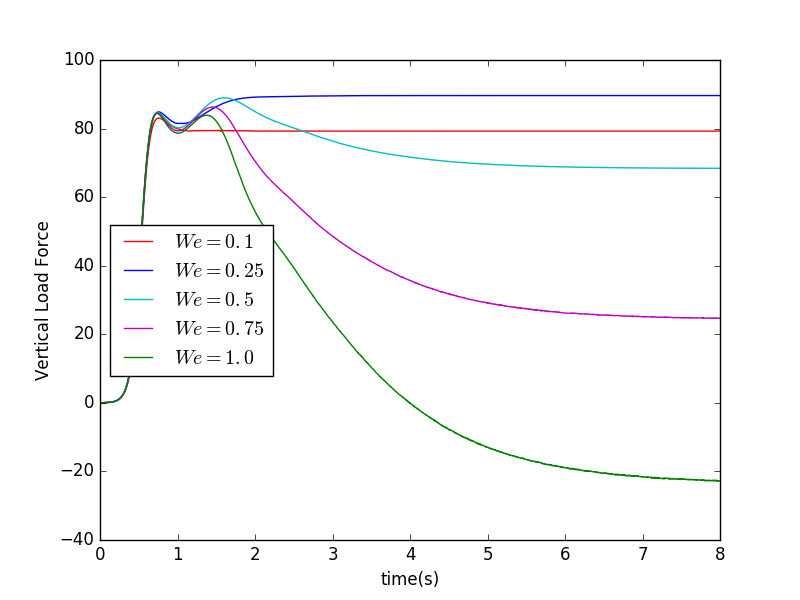 100
80
60
40
20
0
−20
−40
Vertical Load Force
We = 0.1
We = 0.25
We = 0.5
We = 0.75
We = 1.0
0 1 2 3 4 5 6 7 8
time(s)